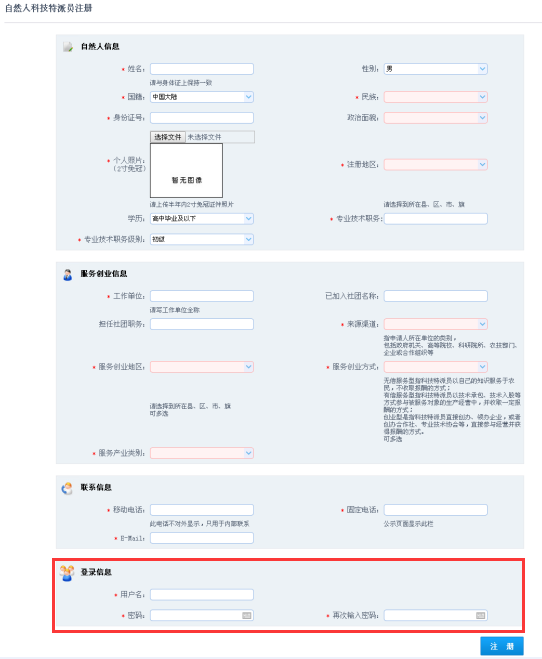 自然人科技特派员注册
自然人信息
* 姓名: 性别: 男
请与身体证上保持一致
* 国籍: 中国大陆 * 民族:
* 身份证号: 政治面貌:
选择文件 未选择文件
* 个人照片:
(2寸免冠)
暂无图像
* 注册地区:
请上传半年内2寸免冠证件照片 请选择到所在县、区、市、旗
学历: 高中毕业及以下 * 专业技术职务:
* 专业技术职务级别: 初级
服务创业信息
* 工作单位: 已加入社团名称:
请写工作单位全称
担任社团职务: * 来源渠道:
指申请人所在单位的类别,
包括政府机关、高等院校、科研院所、农技部门、
企业或合作组织等
* 服务创业地区: * 服务创业方式:
请选择到所在县、区、市、旗
可多选
无偿服务型指科技特派员以自己的知识服务于农
民,不收取报酬的方式;
有偿服务型指科技特派员以技术承包、技术入股等
方式参与被服务对象的生产经营中,并收取一定报
酬的方式;
创业型是指科技特派员直接创办、领办企业,或者
创办合作社、专业技术协会等,直接参与经营并获
得报酬的方式。
可多选
* 服务产业类别:
联系信息
* 移动电话: * 固定电话:
此电话不对外显示,只用于内部联系 公示页面显示此栏
* E-Mail:
登录信息
* 用户名:
* 密码: * 再次输入密码:
注 册